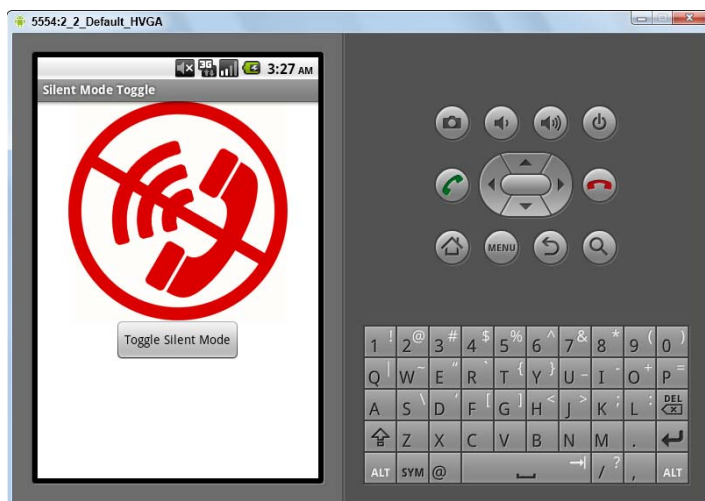 5554:2_2_Default_HVGA
3G 3:27 AM
Silent Mode Toggle
Toggle Silent Mode
MENU
1 ! 2 @ 3 # 4 $ 5 % 6 ^ 7 & 8 * 9 ( 0 )
Q | W ~ E " R ` T { Y } U _ I - O + P =
A S \ D ' F [ G ] H < J > K ; L : DEL
Z X C V B N M .
ALT SYM @ / ? , ALT